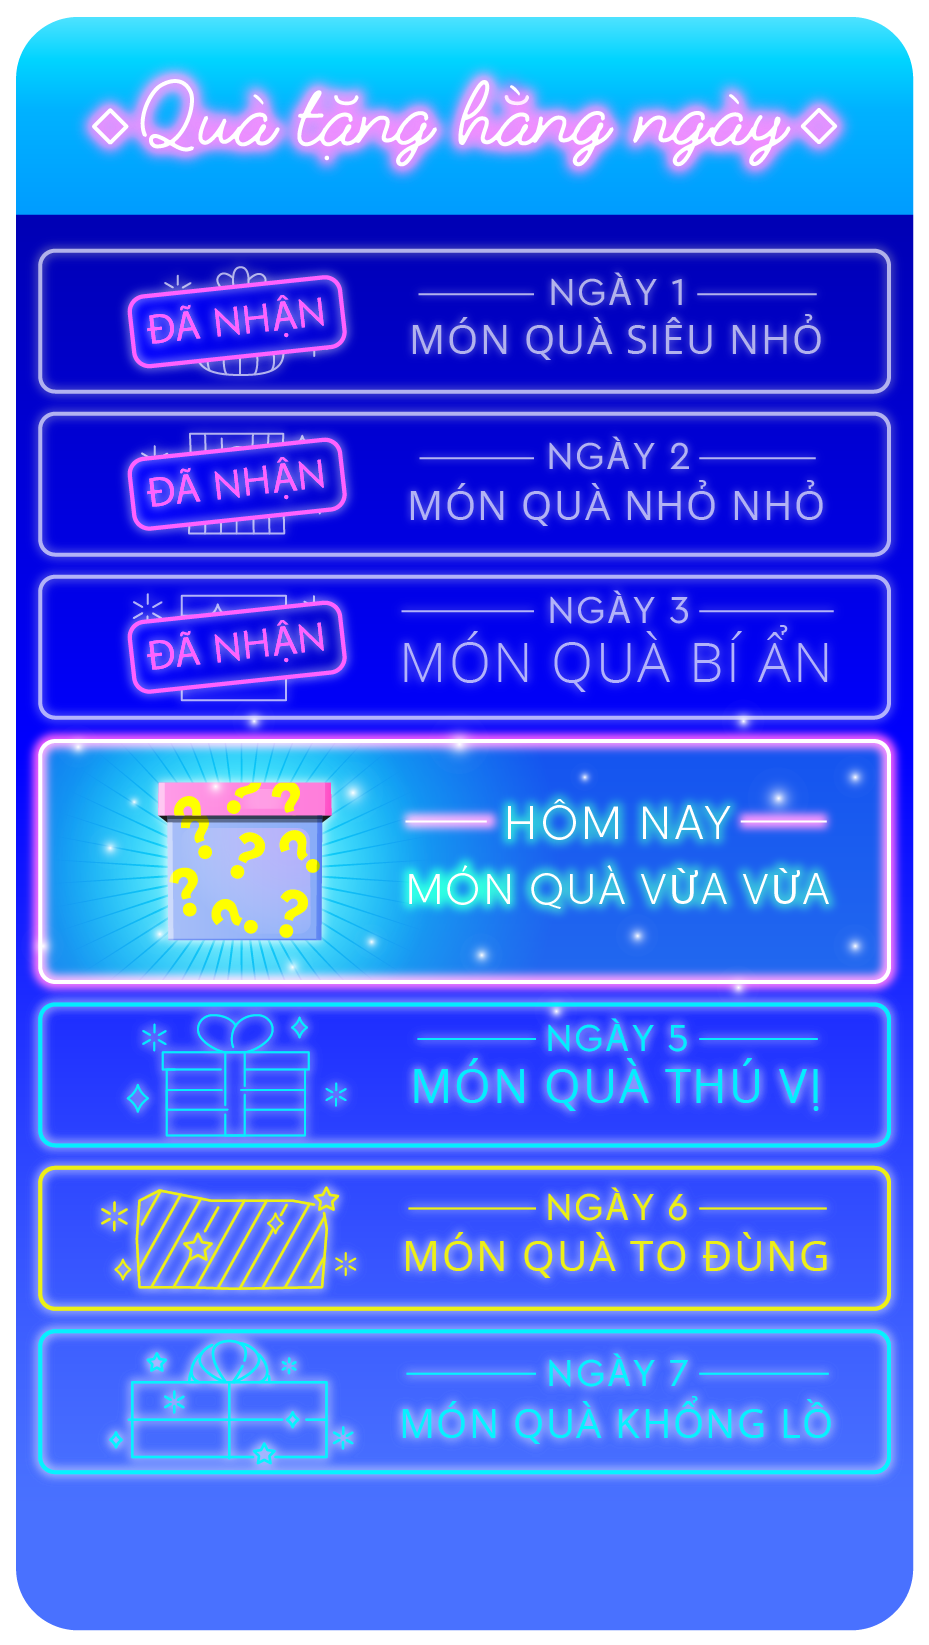 Quà tặng hằng ngày
ĐÃ NHẬN
NGÀY 1
MÓN QUÀ SIÊU NHỎ
ĐÃ NHẬN
NGÀY 2
MÓN QUÀ NHỎ NHỎ
ĐÃ NHẬN
NGÀY 3
MÓN QUÀ BÍ ẨN
HÔM NAY
MÓN QUÀ VỪA VỪA
NGÀY 5
MÓN QUÀ THÚ VỊ
NGÀY 6
MÓN QUÀ TO ĐÙNG
NGÀY 7
MÓN QUÀ KHỔNG LỒ